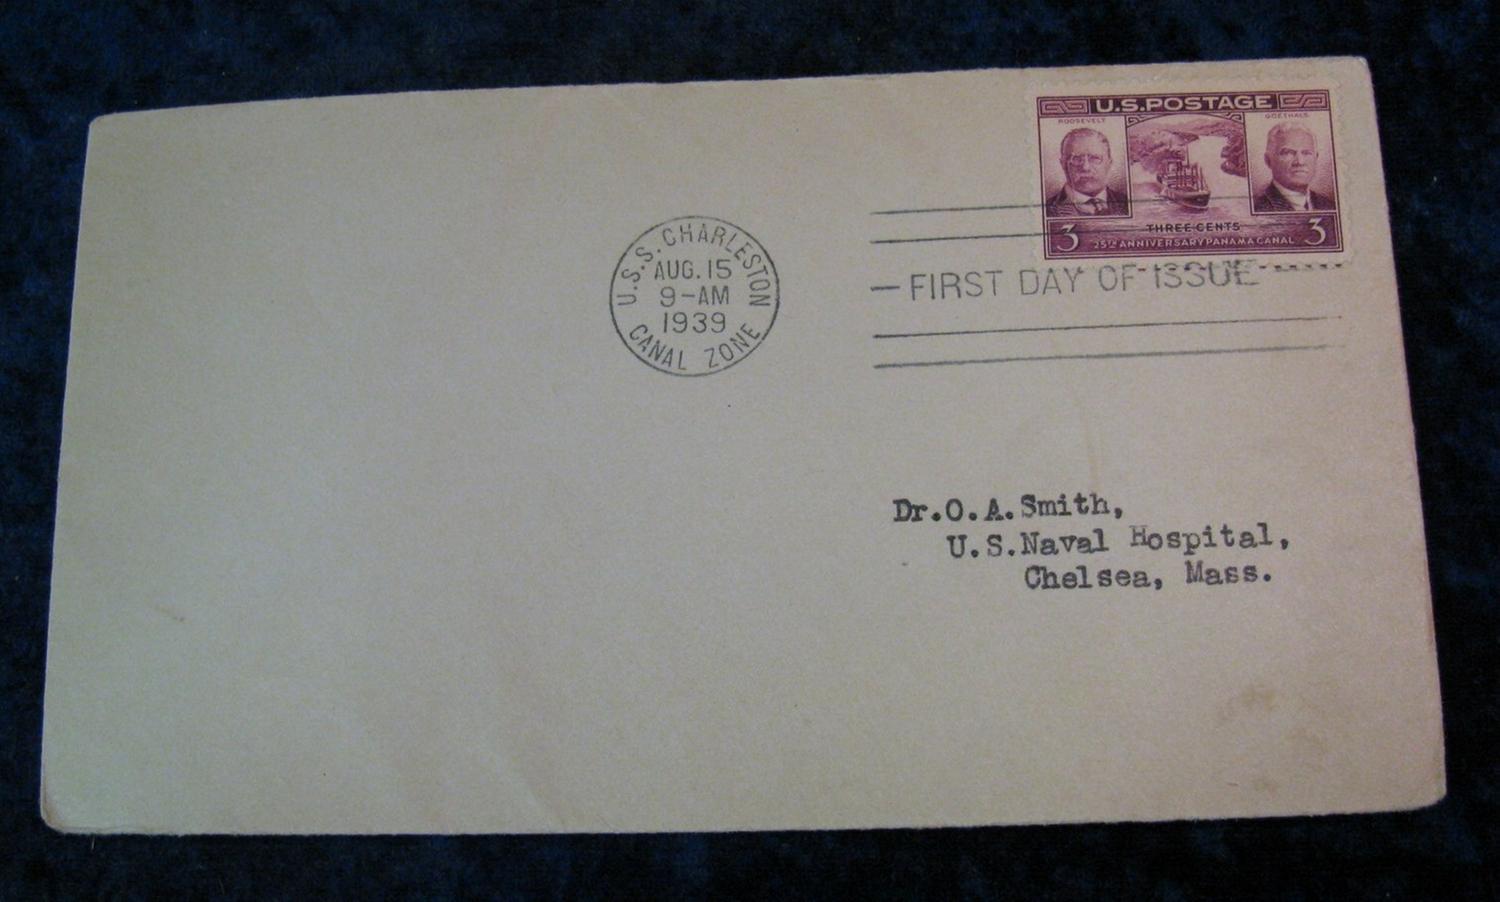 U.S.POSTAGE
ROOSEVELT
GOETHALS
THREE CENTS
3
25TH ANNIVERSARY PANAMA CANAL
3
U.S.S. CHARLESTON
AUG. 15
9-AM
1939
CANAL ZONE
FIRST DAY OF ISSUE
Dr.O.A.Smith,
U.S.Naval Hospital,
Chelsea, Mass.